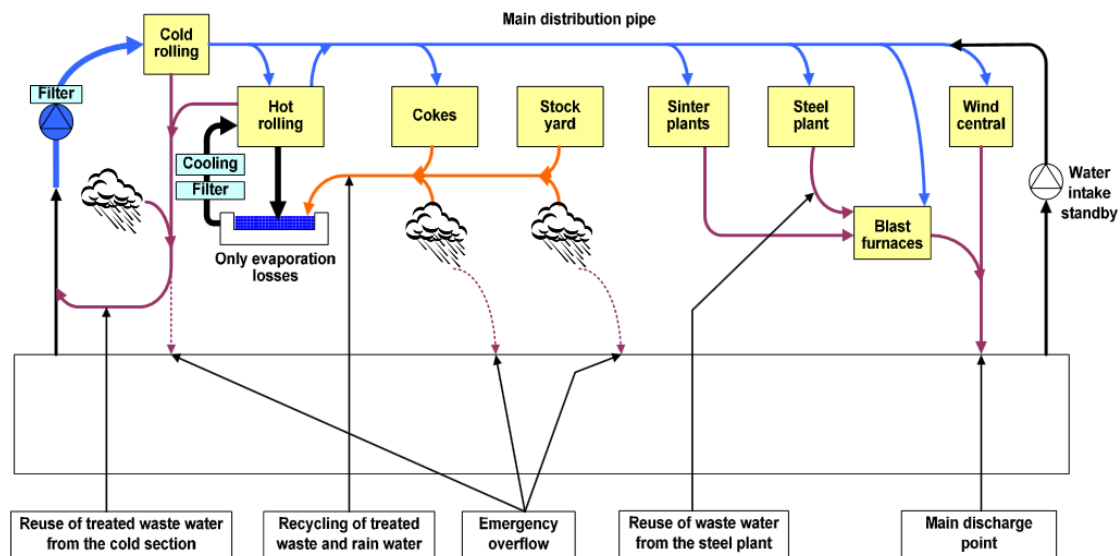 Main distribution pipe
Cold
rolling
Filter
Hot
rolling
Cokes
Stock
yard
Sinter
plants
Steel
plant
Wind
central
Cooling
Filter
Water
intake
standby
Blast
furnaces
Only evaporation
losses
Reuse of treated waste water
from the cold section
Recycling of treated
waste and rain water
Emergency
overflow
Reuse of waste water
from the steel plant
Main discharge
point